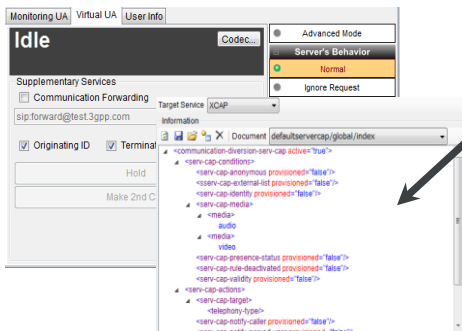 Monitoring UA Virtual UA User Info
Idle
Codec...
Advanced Mode
Server's Behavior
Normal
Ignore Request
Supplementary Services
Communication Forwarding
sip:forward@test.3gpp.com
Originating ID
Hold
Make 2nd C
Target Service XCAP
Information
Document defaultservercap/global/index
<communication-diversion-serv-cap active="true">
<serv-cap-conditions>
<serv-cap-anonymous provisioned="false"/>
<sserv-cap-external-list provisioned="false"/>
<serv-cap-identity provisioned="false"/>
<serv-cap-media>
<media>
audio
<media>
video
<serv-cap-presence-status provisioned="false"/>
<serv-cap-rule-deactivated provisioned="false"/>
<serv-cap-validity provisioned="false"/>
<serv-cap-actions>
<serv-cap-target>
<telephony-type/>
<serv-cap-notify-caller provisioned="false"/>